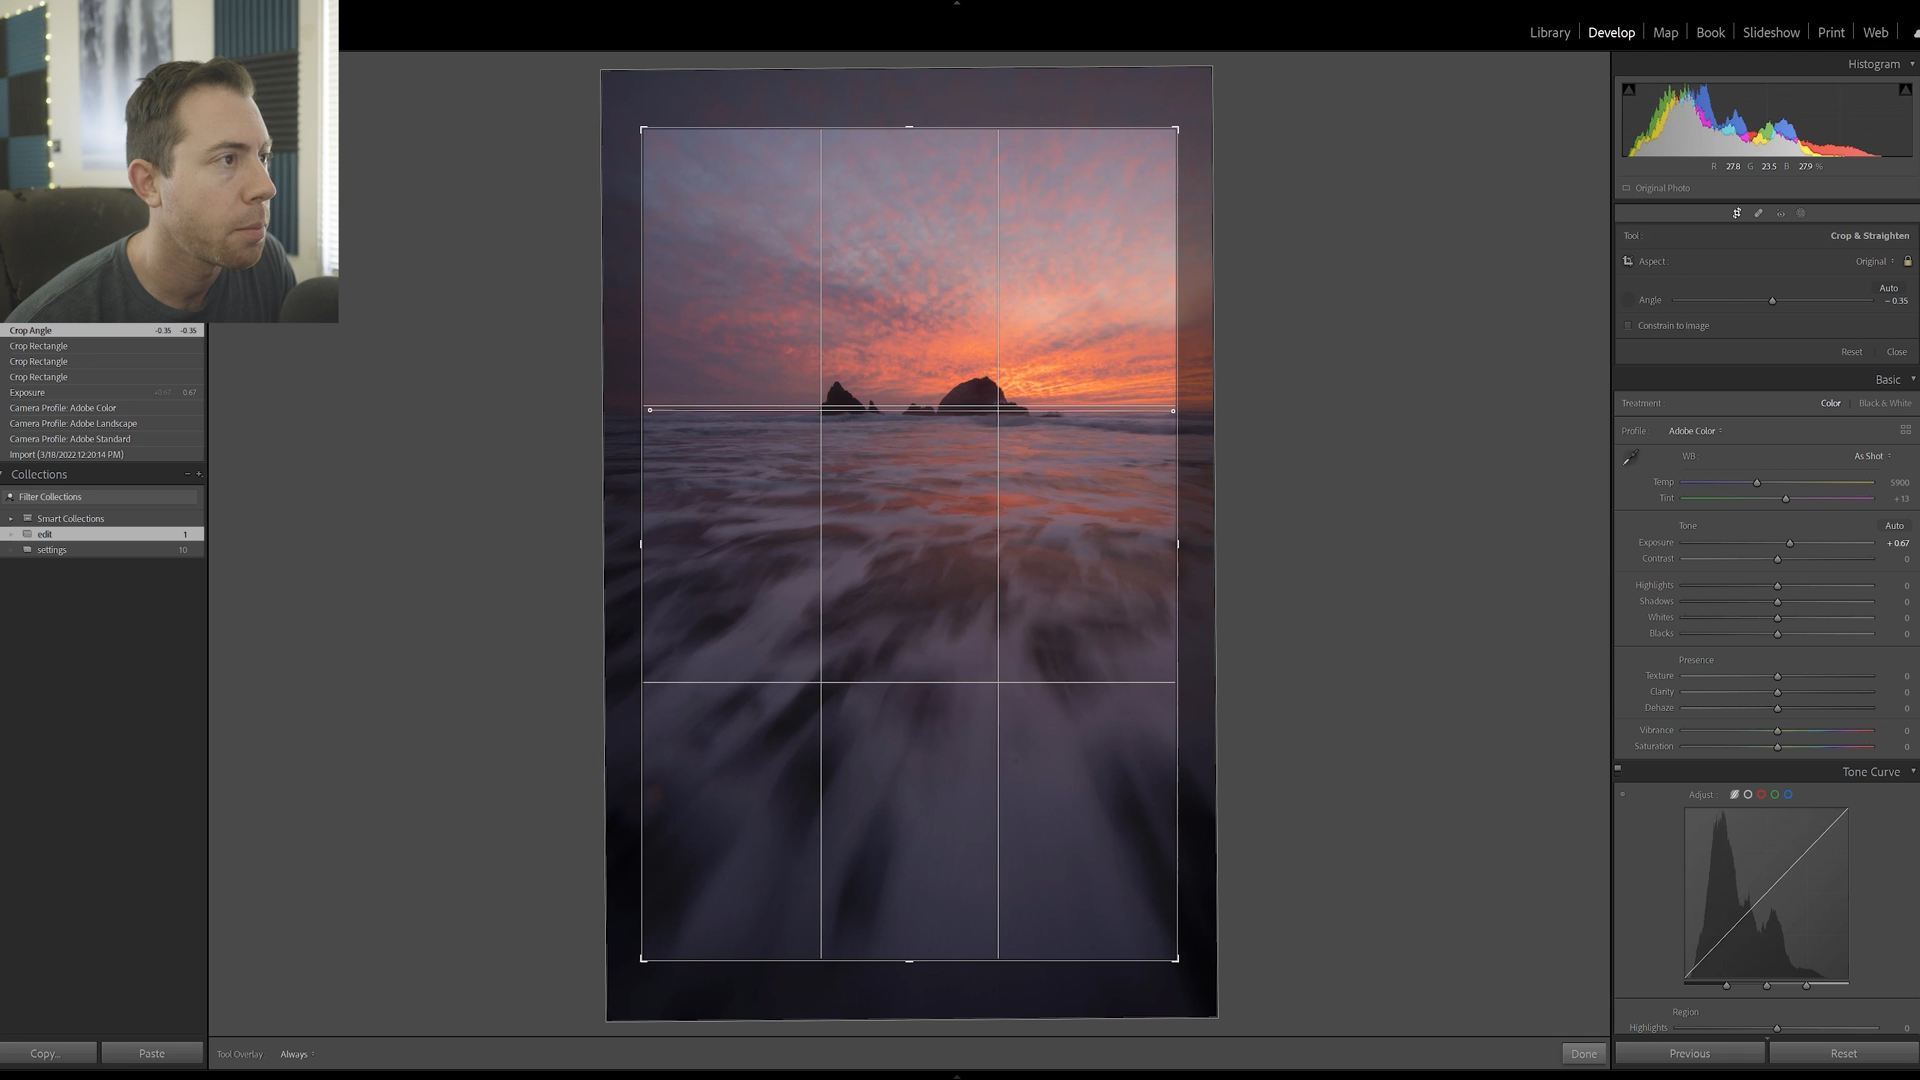 Library Develop Map Book Slideshow Print Web
Histogram
R 27.8 G 23.5 B 27.9 %
Original Photo
Tool : Crop & Straighten
Aspect : Original
Auto
Angle - 0.35
Constrain to Image
Reset Close
Basic
Treatment : Color Black & White
Profile : Adobe Color
WB : As Shot
Temp 5900
Tint + 13
Tone Auto
Exposure + 0.67
Contrast 0
Highlights 0
Shadows 0
Whites 0
Blacks 0
Presence
Texture 0
Clarity 0
Dehaze 0
Vibrance 0
Saturation 0
Tone Curve
Adjust :
Region
Highlights 0
Previous Reset
Crop Angle -0.35 -0.35
Crop Rectangle
Crop Rectangle
Crop Rectangle
Exposure +0.67 0.67
Camera Profile: Adobe Color
Camera Profile: Adobe Landscape
Camera Profile: Adobe Standard
Import (3/18/2022 12:20:14 PM)
Collections
Filter Collections
Smart Collections
edit 1
settings 10
Copy... Paste
Tool Overlay : Always
Done